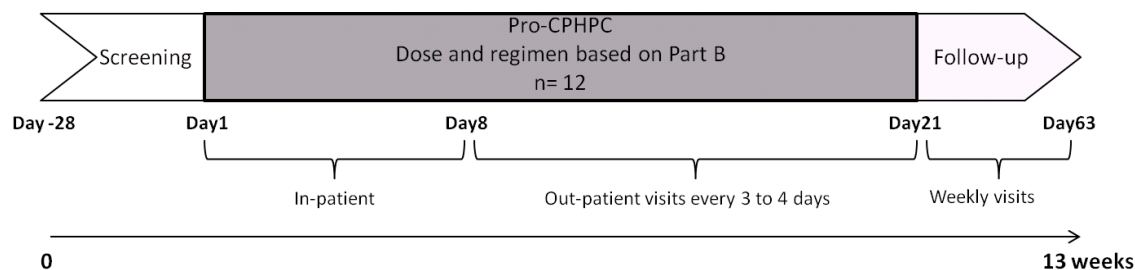 Pro-CPHPC
Screening
Dose and regimen based on Part B
Follow-up
n= 12
Day -28
Day1
Day8
Day21
Day63
In-patient
Out-patient visits every 3 to 4 days
Weekly visits
0
13 weeks